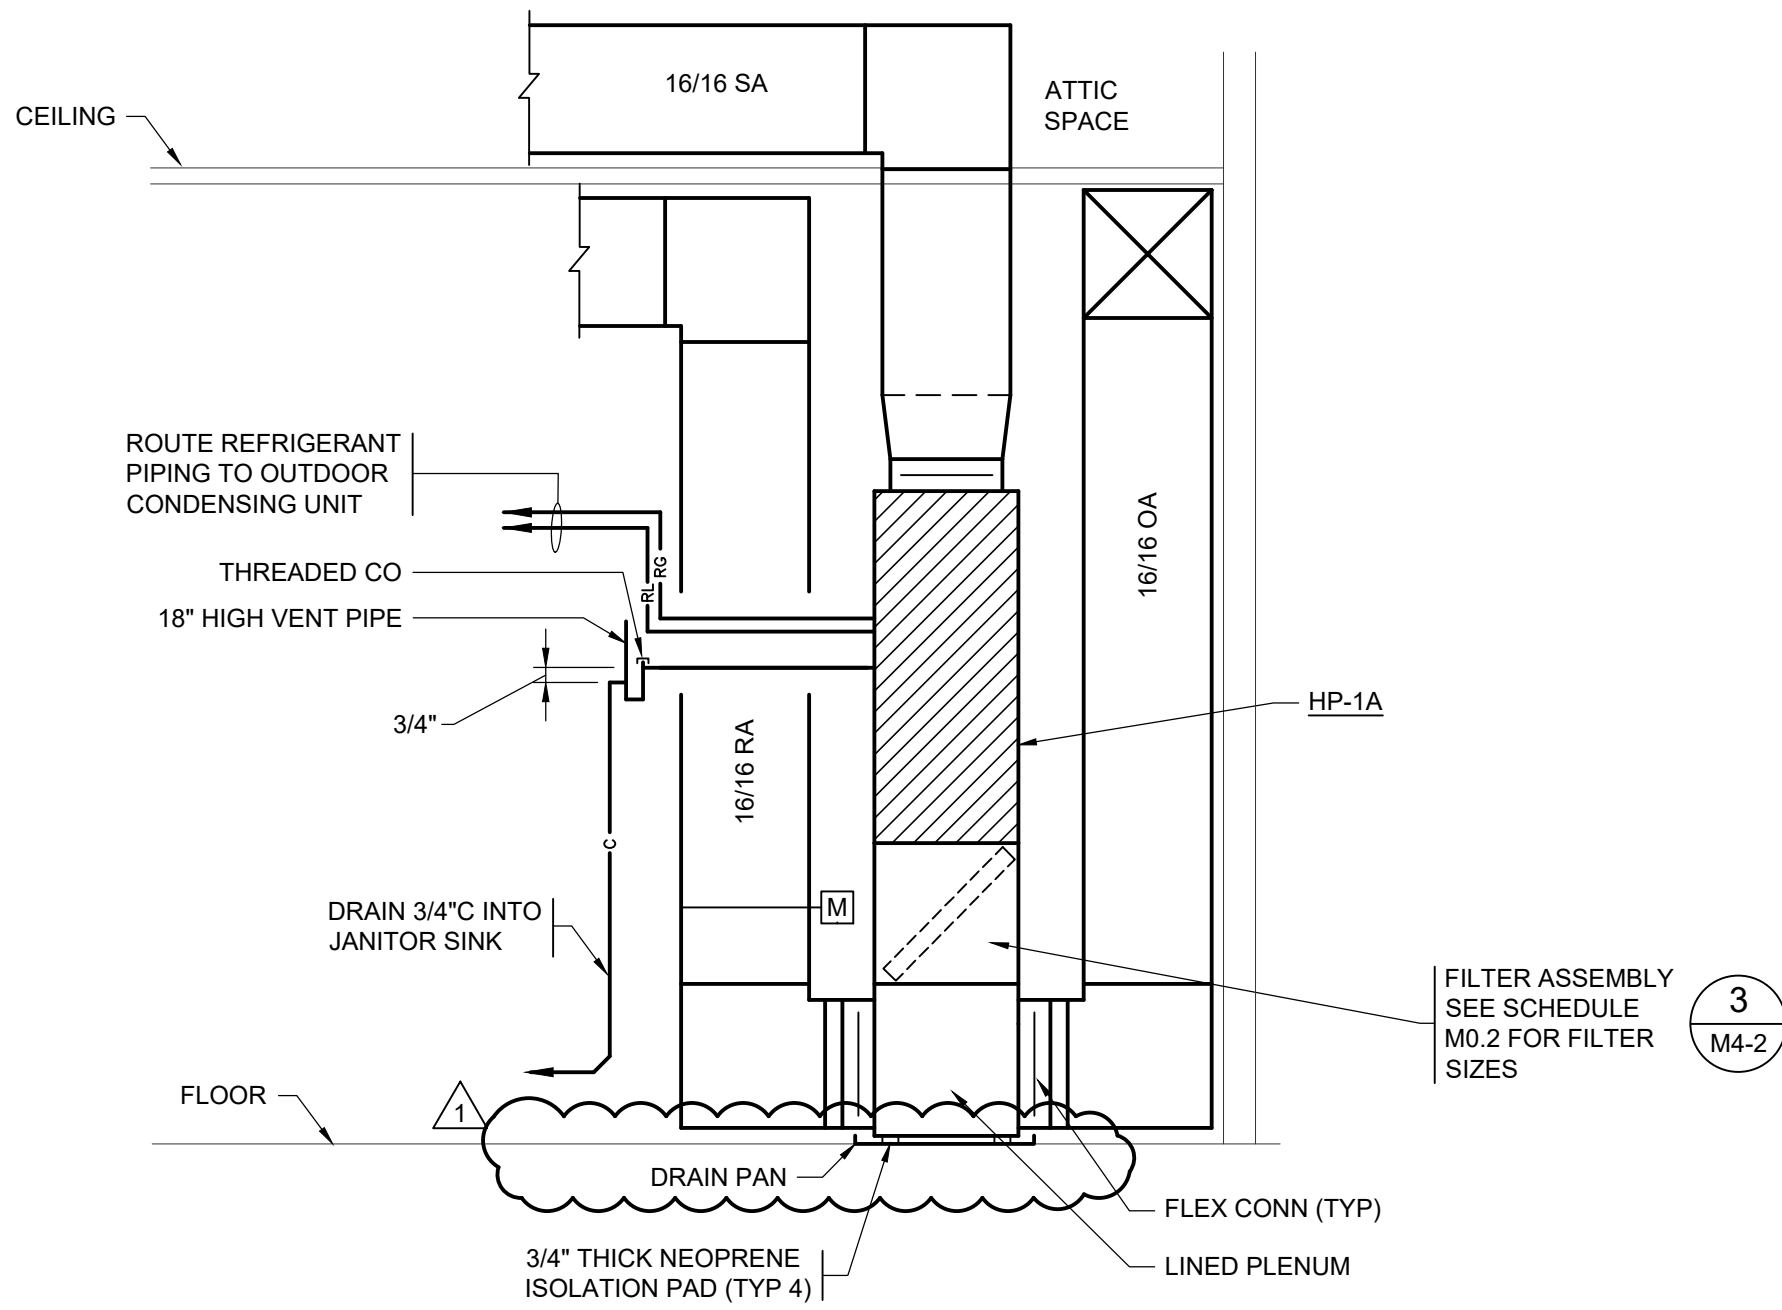 16/16 SA
ATTIC
SPACE
CEILING
ROUTE REFRIGERANT
PIPING TO OUTDOOR
CONDENSING UNIT
RG
RL
THREADED CO
18" HIGH VENT PIPE
3/4"
16/16 RA
16/16 OA
HP-1A
C
M
DRAIN 3/4"C INTO
JANITOR SINK
FILTER ASSEMBLY
SEE SCHEDULE
M0.2 FOR FILTER
SIZES
3
M4-2
FLOOR
1
DRAIN PAN
FLEX CONN (TYP)
LINED PLENUM
3/4" THICK NEOPRENE
ISOLATION PAD (TYP 4)